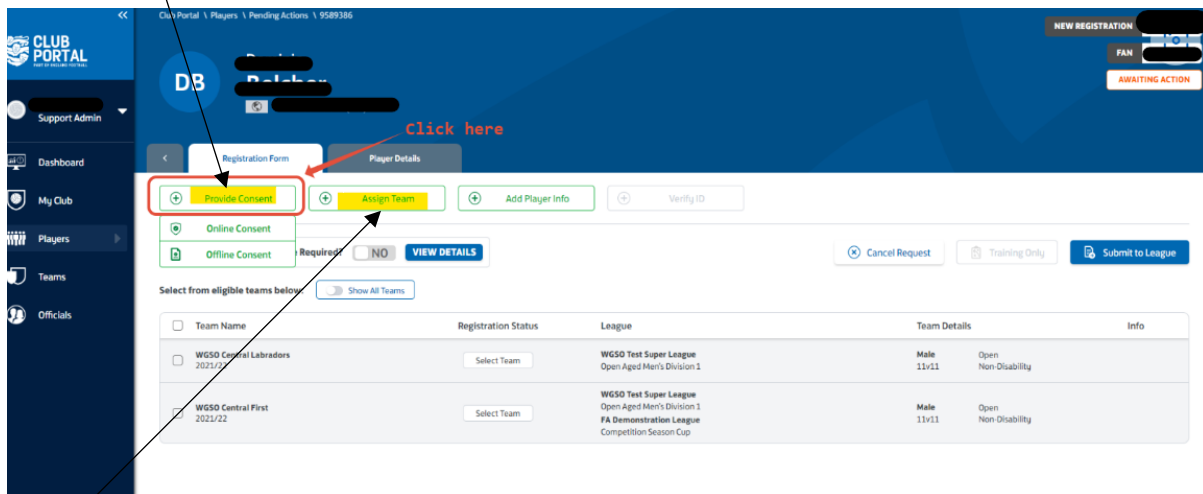 Club Portal \ Players \ Pending Actions \ 9589386
NEW REGISTRATION
CLUB
PORTAL
PART OF ENGLAND FOOTBALL
FAN
DB
AWAITING ACTION
Support Admin
Click here
Dashboard
Registration Form
Player Details
My Club
Provide Consent
Assign Team
Add Player Info
Verify ID
Online Consent
Players
Offline Consent
Required?
NO
VIEW DETAILS
Cancel Request
Training Only
Submit to League
Teams
Select from eligible teams below:
Show All Teams
Officials
Team Name
Registration Status
League
Team Details
Info
WGSO Central Labradors
2021/22
Select Team
WGSO Test Super League
Open Aged Men's Division 1
Male
11v11
Open
Non-Disability
WGSO Central First
2021/22
Select Team
WGSO Test Super League
Open Aged Men's Division 1
FA Demonstration League
Competition Season Cup
Male
11v11
Open
Non-Disability